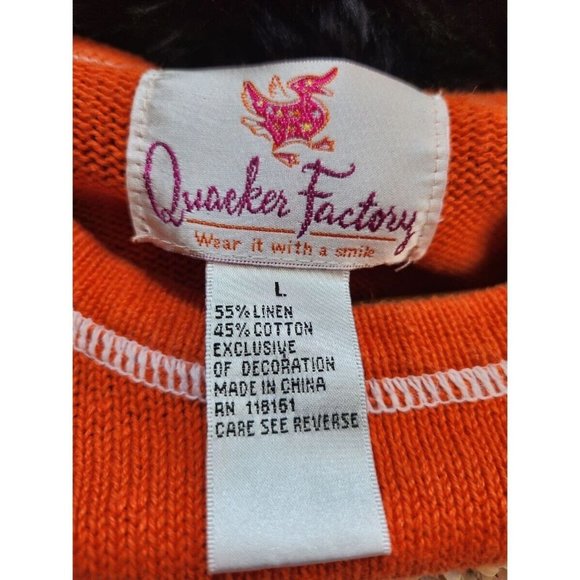 Quacker Factory
Wear it with a smile
L
55% LINEN
45% COTTON
EXCLUSIVE
OF DECORATION
MADE IN CHINA
RN 118161
CARE SEE REVERSE